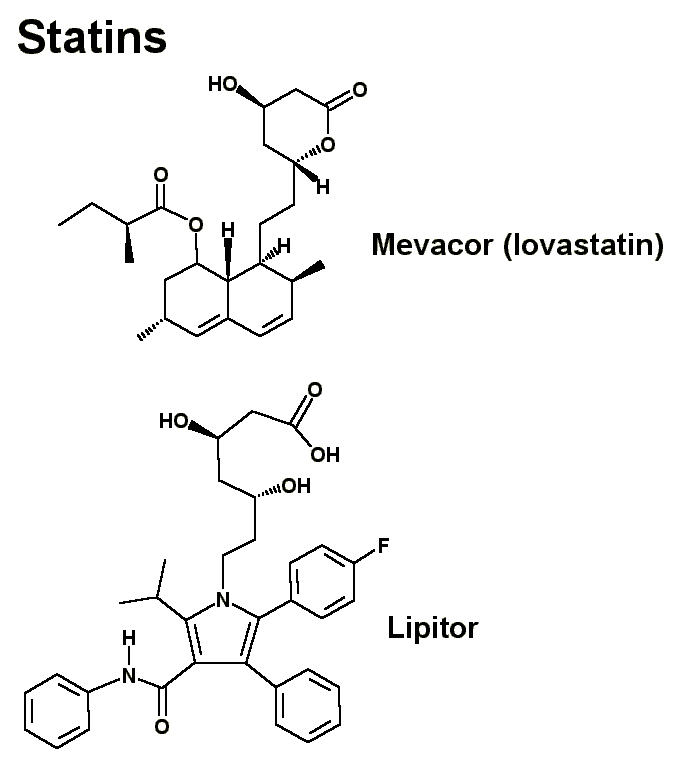 Statins
HO
O
O
H
O
O
H
H
Mevacor (lovastatin)
O
HO
OH
OH
F
N
Lipitor
H
N
O